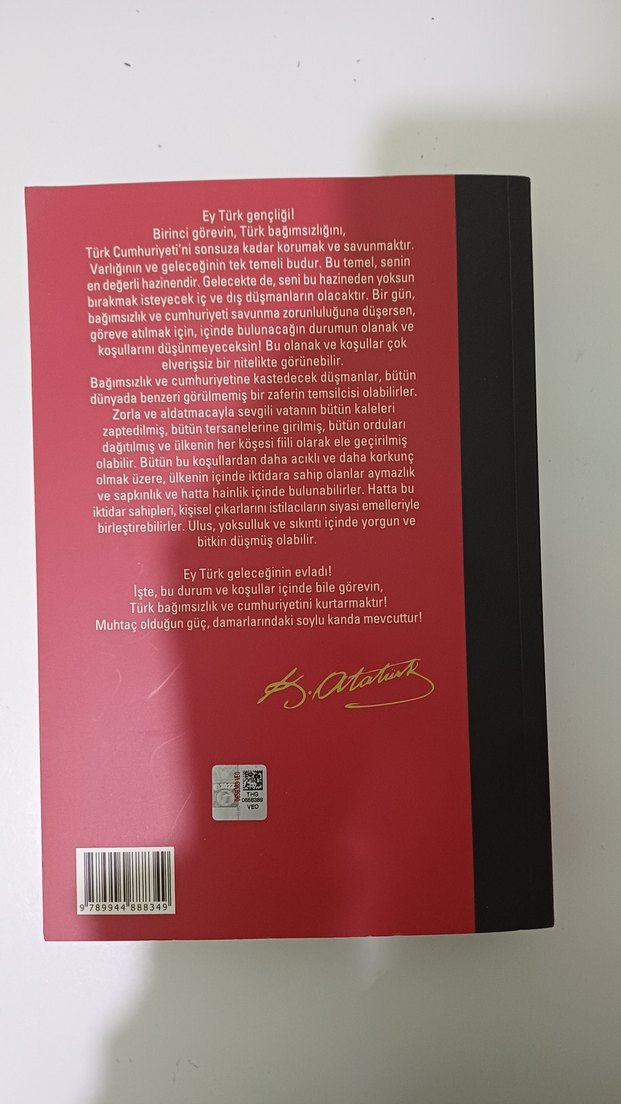 Ey Türk gençliği!
Birinci görevin, Türk bağımsızlığını,
Türk Cumhuriyeti'ni sonsuza kadar korumak ve savunmaktır.
Varlığının ve geleceğinin tek temeli budur. Bu temel, senin
en değerli hazinendir. Gelecekte de, seni bu hazineden yoksun
bırakmak isteyecek iç ve dış düşmanların olacaktır. Bir gün,
bağımsızlık ve cumhuriyeti savunma zorunluluğuna düşersen,
göreve atılmak için, içinde bulunacağın durumun olanak ve
koşullarını düşünmeyeceksin! Bu olanak ve koşullar çok
elverişsiz bir nitelikte görünebilir.
Bağımsızlık ve cumhuriyetine kastedecek düşmanlar, bütün
dünyada benzeri görülmemiş bir zaferin temsilcisi olabilirler.
Zorla ve aldatmacayla sevgili vatanın bütün kaleleri
zaptedilmiş, bütün tersanelerine girilmiş, bütün orduları
dağıtılmış ve ülkenin her köşesi fiili olarak ele geçirilmiş
olabilir. Bütün bu koşullardan daha acıklı ve daha korkunç
olmak üzere, ülkenin içinde iktidara sahip olanlar aymazlık
ve sapkınlık ve hatta hainlik içinde bulunabilirler. Hatta bu
iktidar sahipleri, kişisel çıkarlarını istilacıların siyasi emelleriyle
birleştirebilirler. Ulus, yoksulluk ve sıkıntı içinde yorgun ve
bitkin düşmüş olabilir.
Ey Türk geleceğinin evladı!
İşte, bu durum ve koşullar içinde bile görevin,
Türk bağımsızlık ve cumhuriyetini kurtarmaktır!
Muhtaç olduğun güç, damarlarındaki soylu kanda mevcuttur!
K. Atatürk
THG
0656389
VED
9 789944 888349